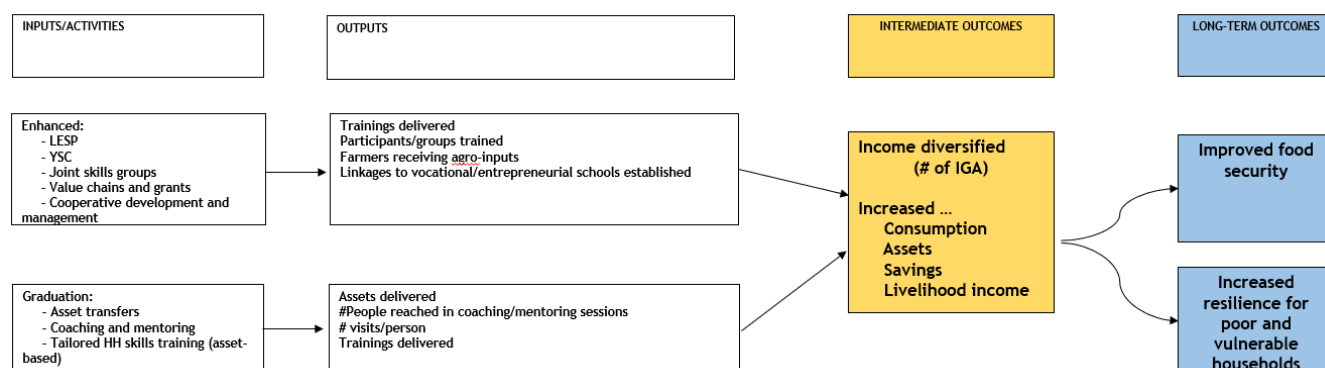 INPUTS/ACTIVITIES
OUTPUTS
INTERMEDIATE OUTCOMES
LONG-TERM OUTCOMES
Enhanced:
- LESP
- YSC
- Joint skills groups
- Value chains and grants
- Cooperative development and
management
Trainings delivered
Participants/groups trained
Farmers receiving agro-inputs
Linkages to vocational/entrepreneurial schools established
Income diversified
(# of IGA)
Increased ...
Consumption
Assets
Savings
Livelihood income
Improved food
security
Graduation:
- Asset transfers
- Coaching and mentoring
- Tailored HH skills training (asset-
based)
Assets delivered
#People reached in coaching/mentoring sessions
# visits/person
Trainings delivered
Increased
resilience for
poor and
vulnerable
households